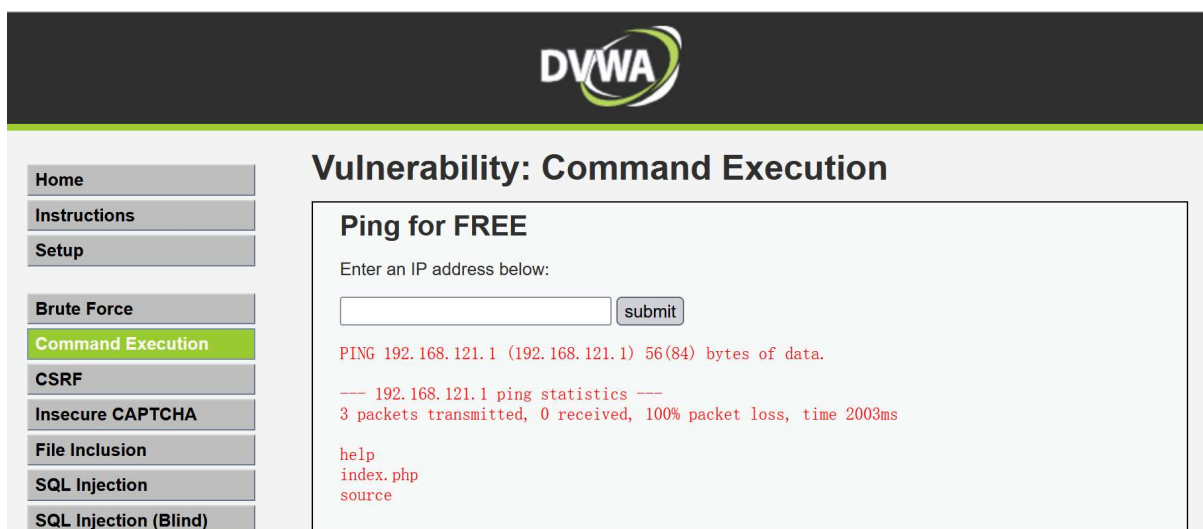 DVWA
Home
Instructions
Setup
Brute Force
Command Execution
CSRF
Insecure CAPTCHA
File Inclusion
SQL Injection
SQL Injection (Blind)
Vulnerability: Command Execution
Ping for FREE
Enter an IP address below:
submit
PING 192.168.121.1 (192.168.121.1) 56(84) bytes of data.
--- 192.168.121.1 ping statistics ---
3 packets transmitted, 0 received, 100% packet loss, time 2003ms
help
index.php
source